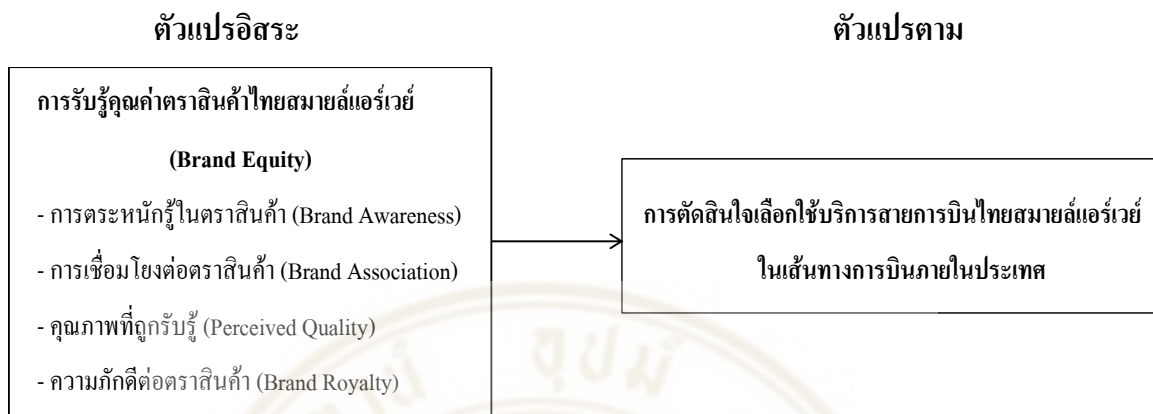 ตัวแปรอิสระ
ตัวแปรตาม
การรับรู้คุณค่าตราสินค้าไทยสมายล์แอร์เวย์
(Brand Equity)
- การตระหนักรู้ในตราสินค้า (Brand Awareness)
- การเชื่อมโยงต่อตราสินค้า (Brand Association)
- คุณภาพที่ถูกรับรู้ (Perceived Quality)
- ความภักดีต่อตราสินค้า (Brand Royalty)
การตัดสินใจเลือกใช้บริการสายการบินไทยสมายล์แอร์เวย์
ในเส้นทางการบินภายในประเทศ